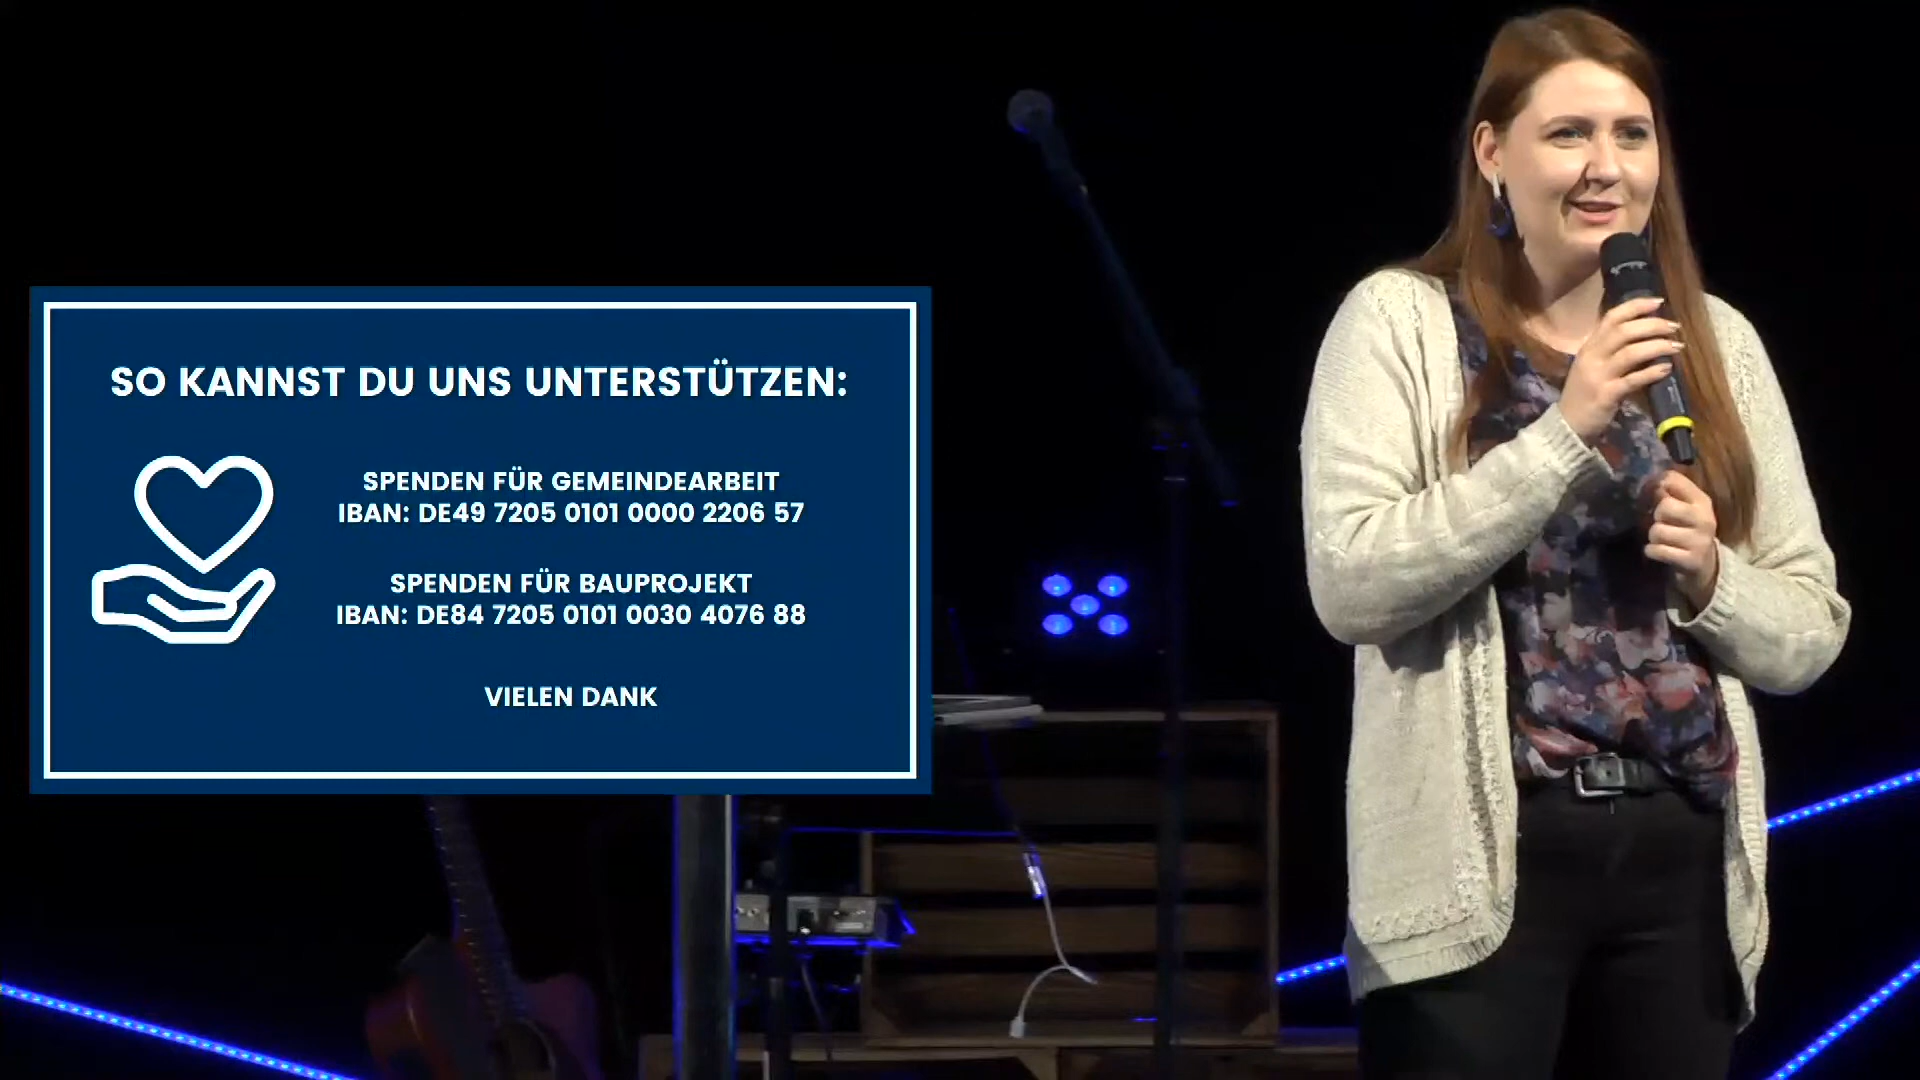 SO KANNST DU UNS UNTERSTÜTZEN:
SPENDEN FÜR GEMEINDEARBEIT
IBAN: DE49 7205 0101 0000 2206 57
SPENDEN FÜR BAUPROJEKT
IBAN: DE84 7205 0101 0030 4076 88
VIELEN DANK